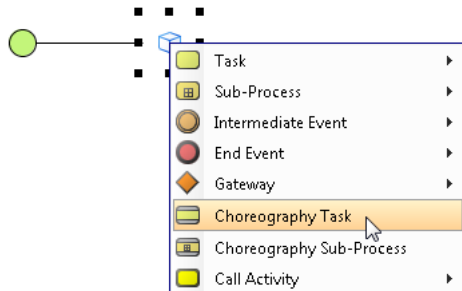 Task
Sub-Process
Intermediate Event
End Event
Gateway
Choreography Task
Choreography Sub-Process
Call Activity